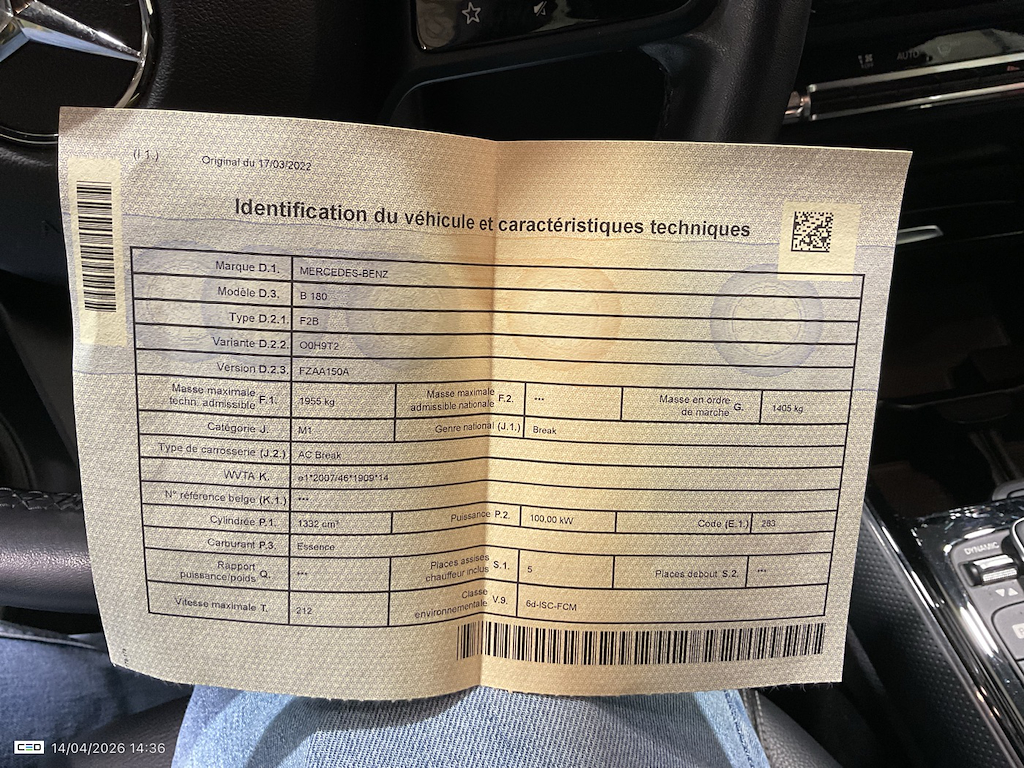 AUTO
(I.1.) Original du 17/03/2022
Identification du véhicule et caractéristiques techniques
Marque D.1. MERCEDES-BENZ
Modèle D.3. B 180
Type D.2.1. F2B
Variante D.2.2. O0H9T2
Version D.2.3. FZAA150A
Masse maximale techn. admissible F.1. 1955 kg Masse maximale admissible nationale F.2. --- Masse en ordre de marche G. 1405 kg
Catégorie J. M1 Genre national (J.1.) Break
Type de carrosserie (J.2.) AC Break
WVTA K. e1*2007/46*1909*14
N° référence belge (K.1.) ---
Cylindrée P.1. 1332 cm³ Puissance P.2. 100,00 kW Code (E.1.) 283
Carburant P.3. Essence
Rapport puissance/poids Q. --- Places assises chauffeur inclus S.1. 5 Places debout S.2. ---
Vitesse maximale T. 212 Classe environnementale V.9. 6d-ISC-FCM
DYNAMIC
CEO 14/04/2026 14:36